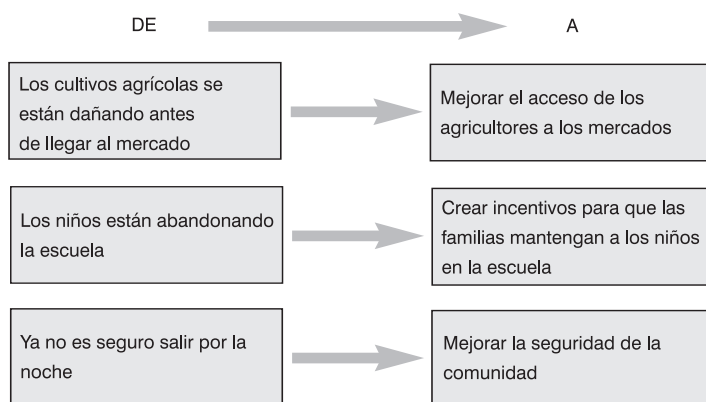 DE
A
Los cultivos agrícolas se
están dañando antes
de llegar al mercado
Mejorar el acceso de los
agricultores a los mercados
Los niños están abandonando
la escuela
Crear incentivos para que las
familias mantengan a los niños
en la escuela
Ya no es seguro salir por la
noche
Mejorar la seguridad de la
comunidad